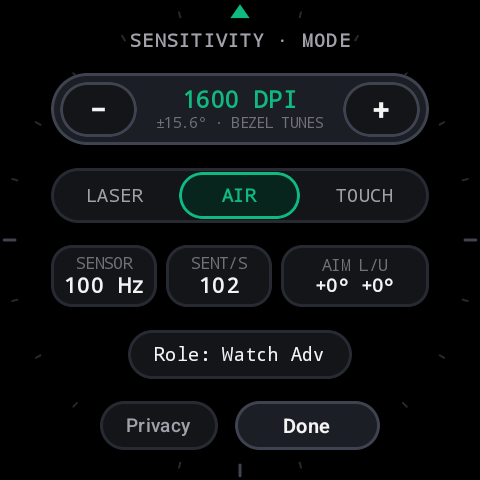 SENSITIVITY · MODE
–
1600 DPI
+
±15.6° · BEZEL TUNES
LASER
AIR
TOUCH
SENSOR
100 Hz
SENT/S
102
AIM L/U
+0° +0°
Role: Watch Adv
Privacy
Done